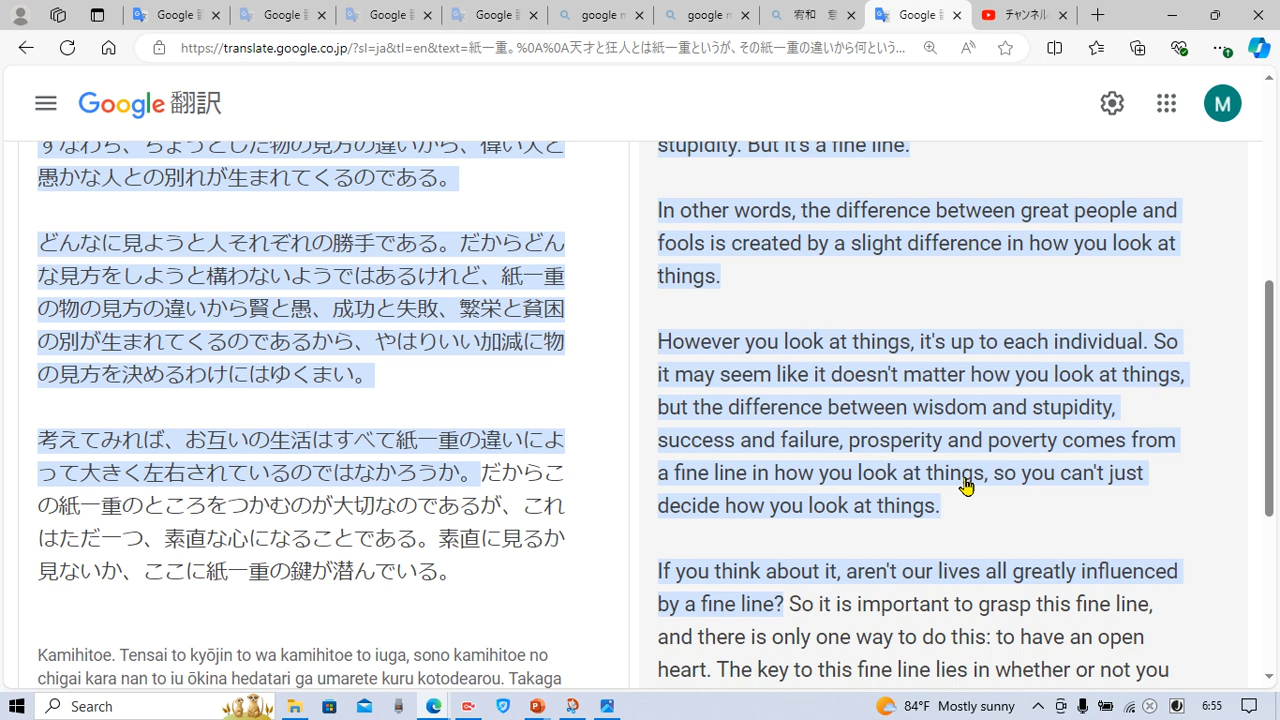 Google 翻
Google 
Google 
Google 
google n
google n
宥和 意
Google 
チャンネル
https://translate.google.co.jp/?sl=ja&tl=en&text=紙一重。%0A%0A天才と狂人とは紙一重というが、その紙一重の違いから何という...
Google 翻訳
M
すなわち、ちょっとした物の見方の違いから、偉い人と
愚かな人との別れが生まれてくるのである。
どんなに見ようと人それぞれの勝手である。だからどん
な見方をしようと構わないようではあるけれど、紙一重
の物の見方の違いから賢と愚、成功と失敗、繁栄と貧困
の別が生まれてくるのであるから、やはりいい加減に物
の見方を決めるわけにはゆくまい。
考えてみれば、お互いの生活はすべて紙一重の違いによ
って大きく左右されているのではなかろうか。だからこ
の紙一重のところをつかむのが大切なのであるが、これ
はただ一つ、素直な心になることである。素直に見るか
見ないか、ここに紙一重の鍵が潜んでいる。
Kamihitoe. Tensai to kyōjin to wa kamihitoe to iuga, sono kamihitoe no
chigai kara nan to iu ōkina hedatari ga umarete kuru kotodearou. Takaga
stupidity. But it's a fine line.
In other words, the difference between great people and
fools is created by a slight difference in how you look at
things.
However you look at things, it's up to each individual. So
it may seem like it doesn't matter how you look at things,
but the difference between wisdom and stupidity,
success and failure, prosperity and poverty comes from
a fine line in how you look at things, so you can't just
decide how you look at things.
If you think about it, aren't our lives all greatly influenced
by a fine line? So it is important to grasp this fine line,
and there is only one way to do this: to have an open
heart. The key to this fine line lies in whether or not you
Search
84°F Mostly sunny
6:55